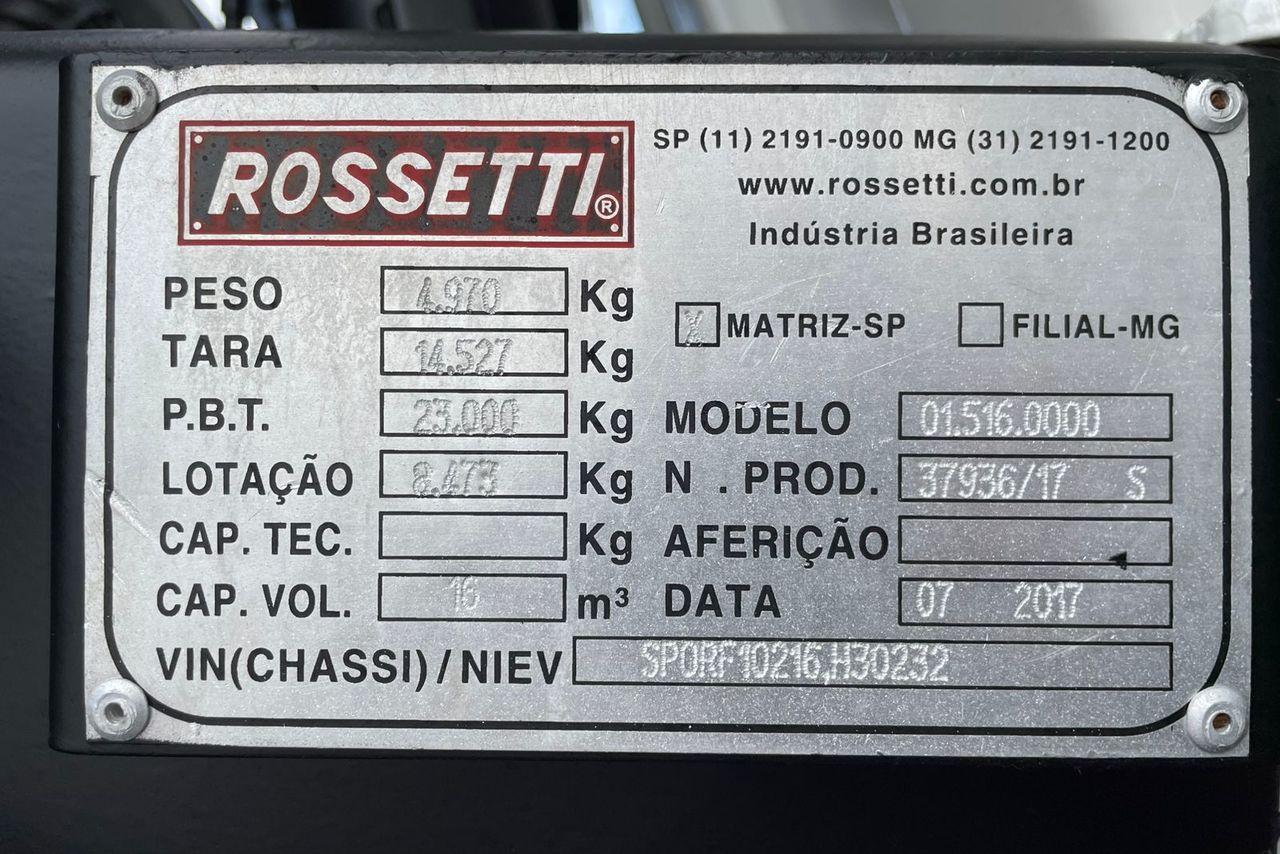 ROSSETTI®
SP (11) 2191-0900 MG (31) 2191-1200
www.rossetti.com.br
Indústria Brasileira
PESO 4.970 Kg
TARA 14.527 Kg
P.B.T. 23.000 Kg
LOTAÇÃO 8.473 Kg
CAP. TEC. Kg
CAP. VOL. 16 m³
X MATRIZ-SP FILIAL-MG
MODELO 01.516.0000
N . PROD. 37936/17 S
AFERIÇÃO
DATA 07 2017
VIN(CHASSI)/NIEV SPORF10216,H30232